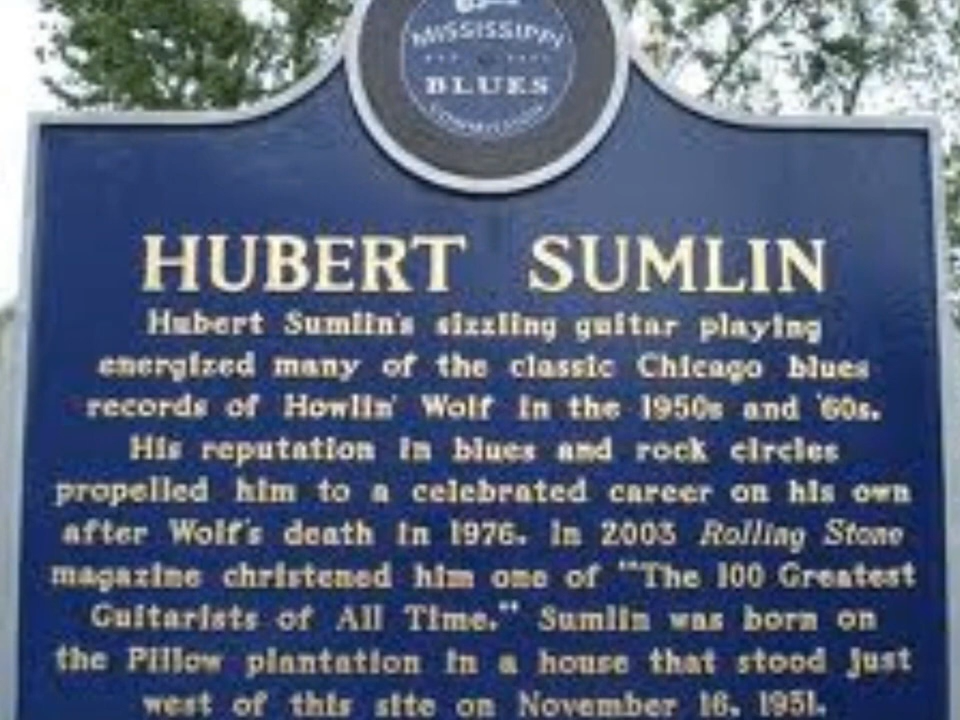 MISSISSIPPI
BLUES
COMMISSION
HUBERT SUMLIN
Hubert Sumlin's sizzling guitar playing
energized many of the classic Chicago blues
records of Howlin' Wolf in the 1950s and '60s.
His reputation in blues and rock circles
propelled him to a celebrated career on his own
after Wolf's death in 1976. In 2003 Rolling Stone
magazine christened him one of "The 100 Greatest
Guitarists of All Time." Sumlin was born on
the Pillow plantation in a house that stood just
west of this site on November 16, 1931.